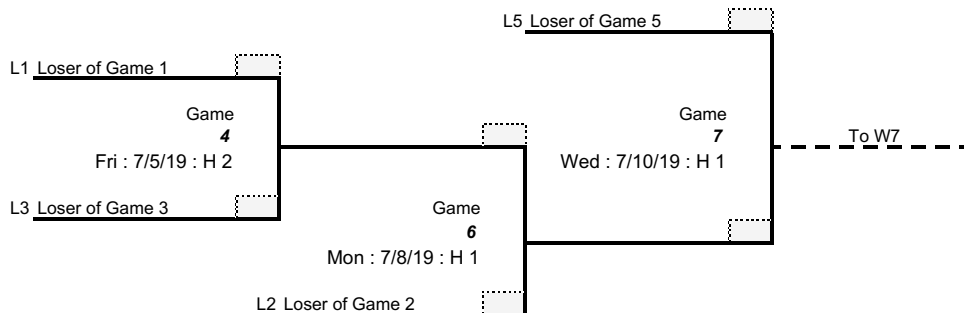 L5 Loser of Game 5
L1 Loser of Game 1
Game
4
Fri : 7/5/19 : H 2
Game
7
Wed : 7/10/19 : H 1
To W7
L3 Loser of Game 3
Game
6
Mon : 7/8/19 : H 1
L2 Loser of Game 2